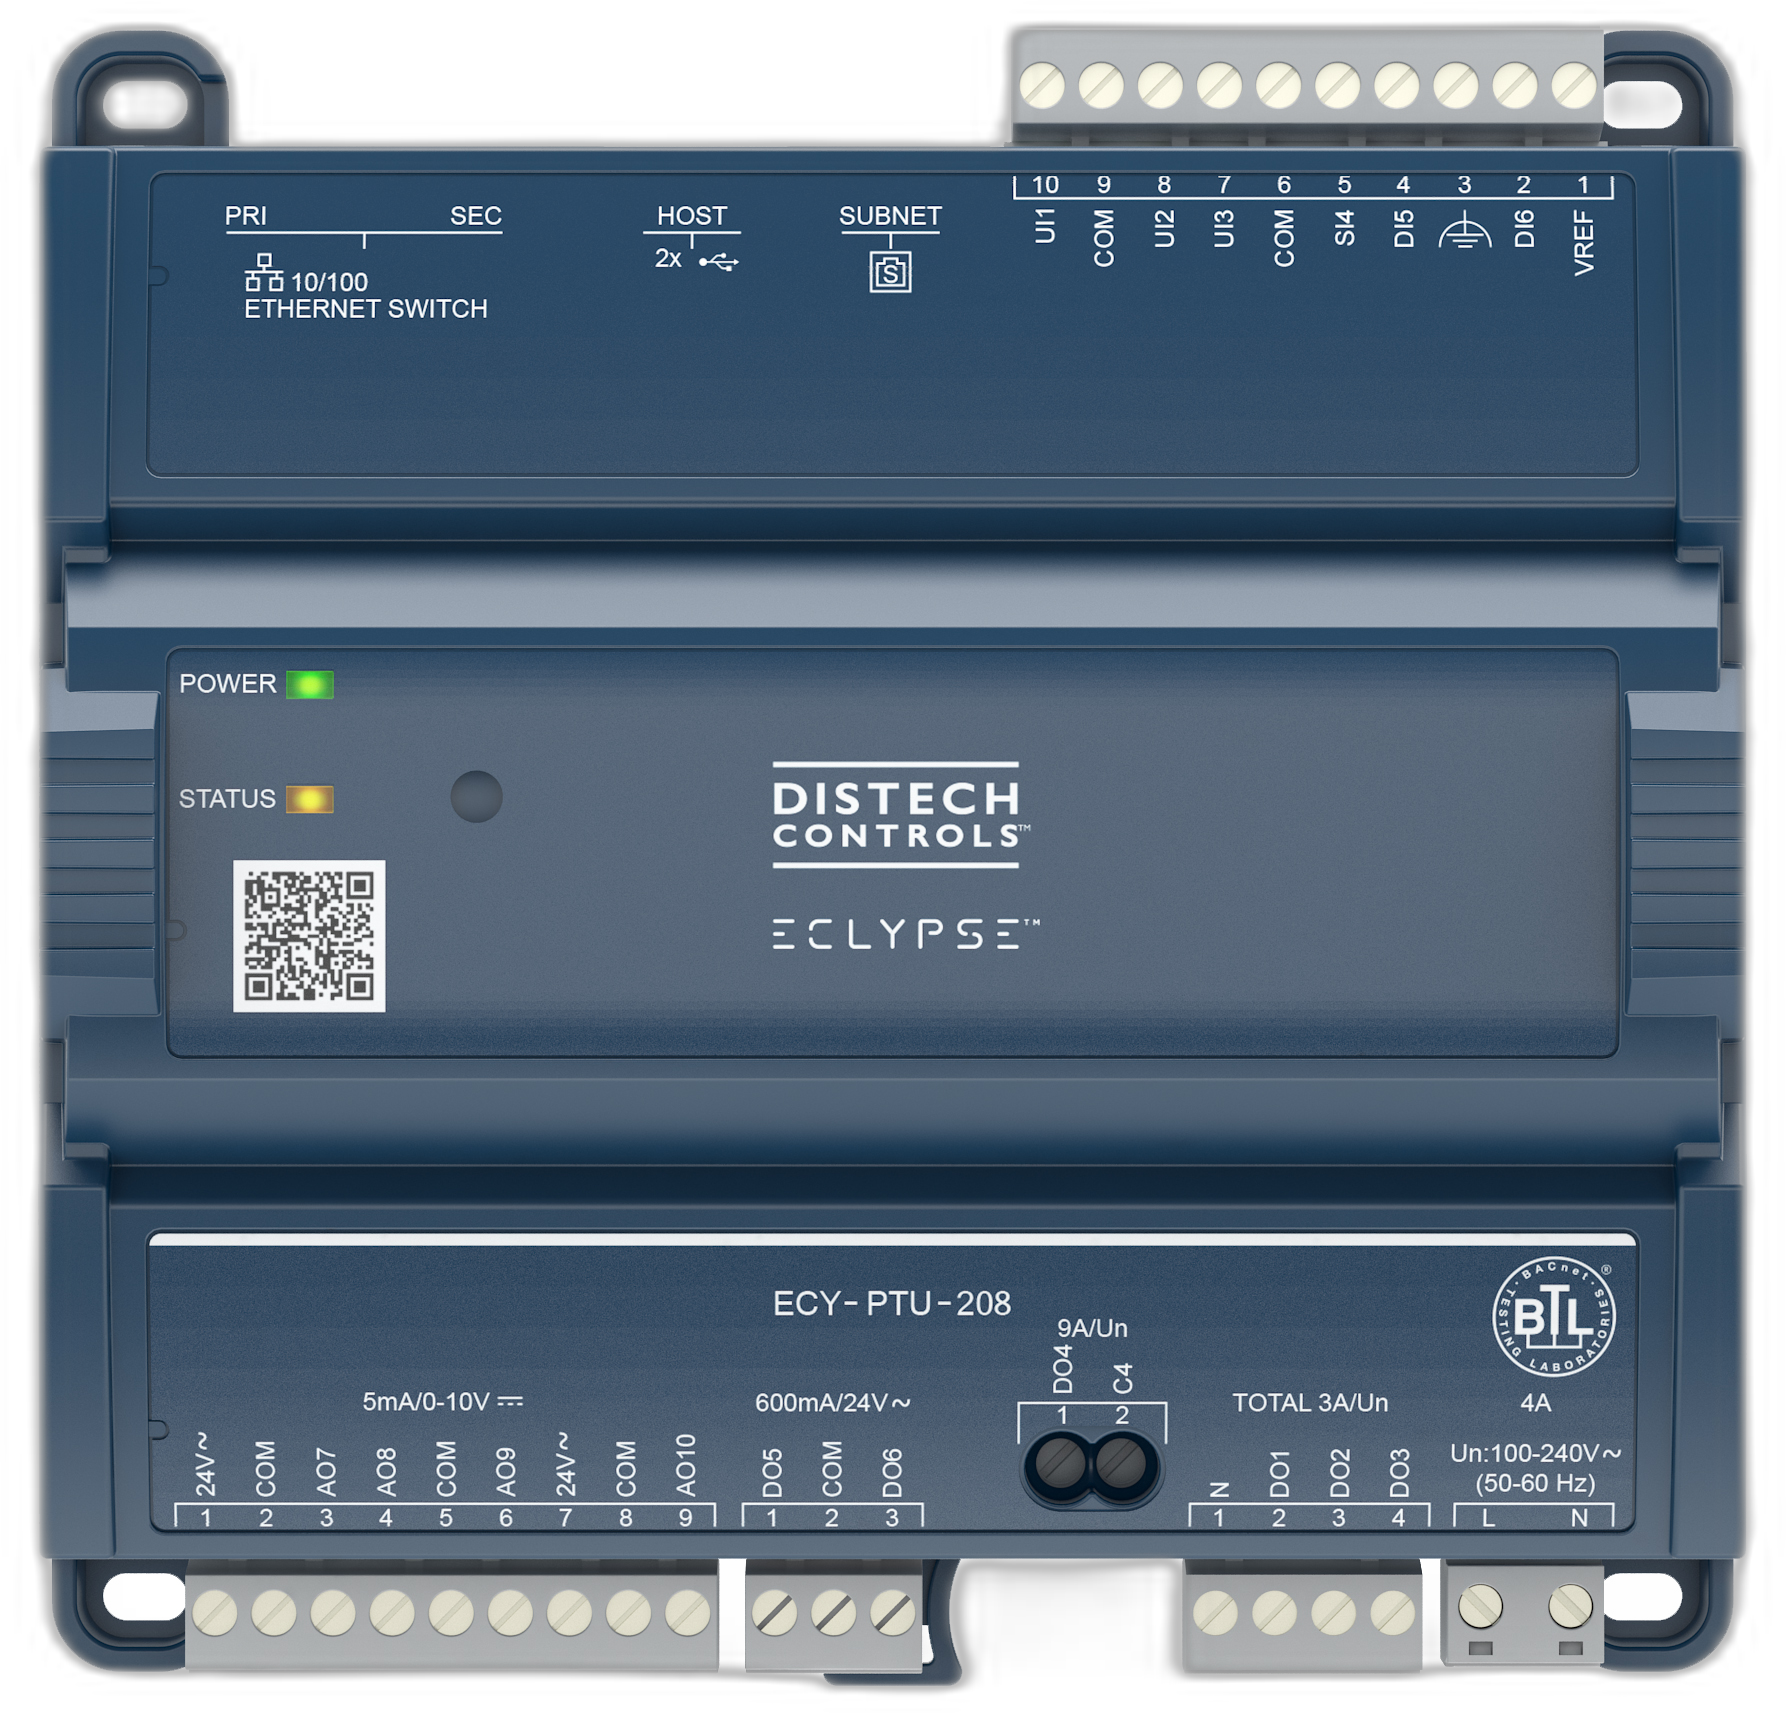 PRI SEC
10/100
ETHERNET SWITCH
HOST
2x
SUBNET
S
10 9 8 7 6 5 4 3 2 1
UI1 COM UI2 UI3 COM SI4 DI5 DI6 VREF
POWER
STATUS
DISTECH
CONTROLS™
ECLYPSE™
ECY-PTU-208
BACnet TESTING LABORATORIES ®
BTL
5mA/0-10V
24V~ COM AO7 AO8 COM AO9 24V~ COM AO10
1 2 3 4 5 6 7 8 9
600mA/24V~
DO5 COM DO6
1 2 3
9A/Un
DO4 C4
1 2
TOTAL 3A/Un
N DO1 DO2 DO3
1 2 3 4
4A
Un:100-240V~
(50-60 Hz)
L N